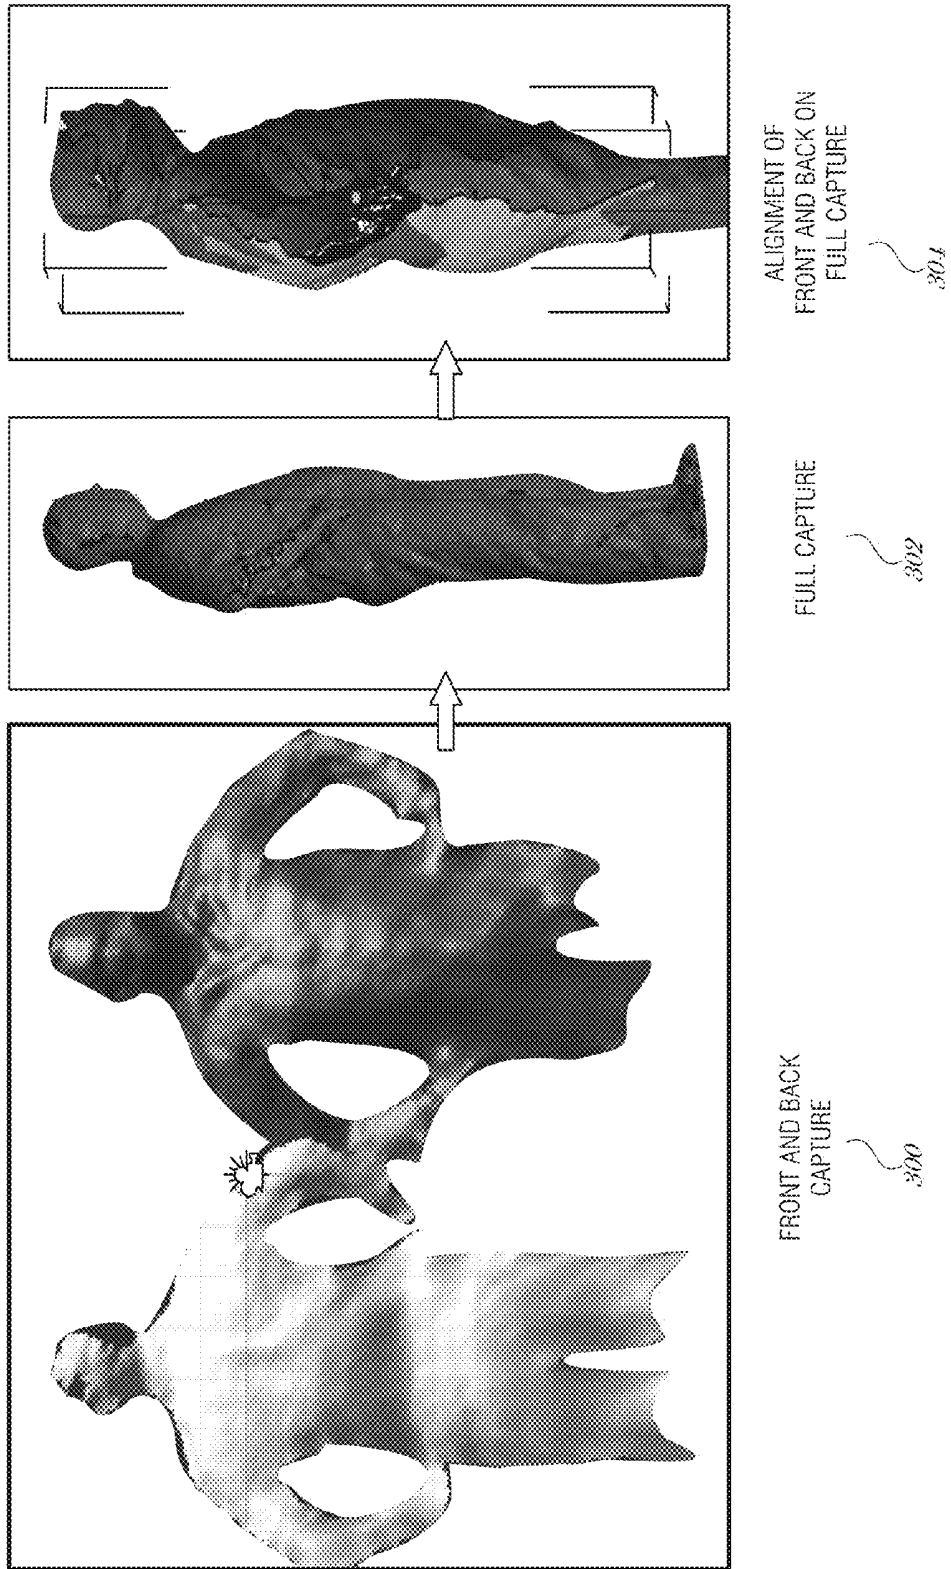 FRONT AND BACK
CAPTURE
300
FULL CAPTURE
302
ALIGNMENT OF
FRONT AND BACK ON
FULL CAPTURE
304